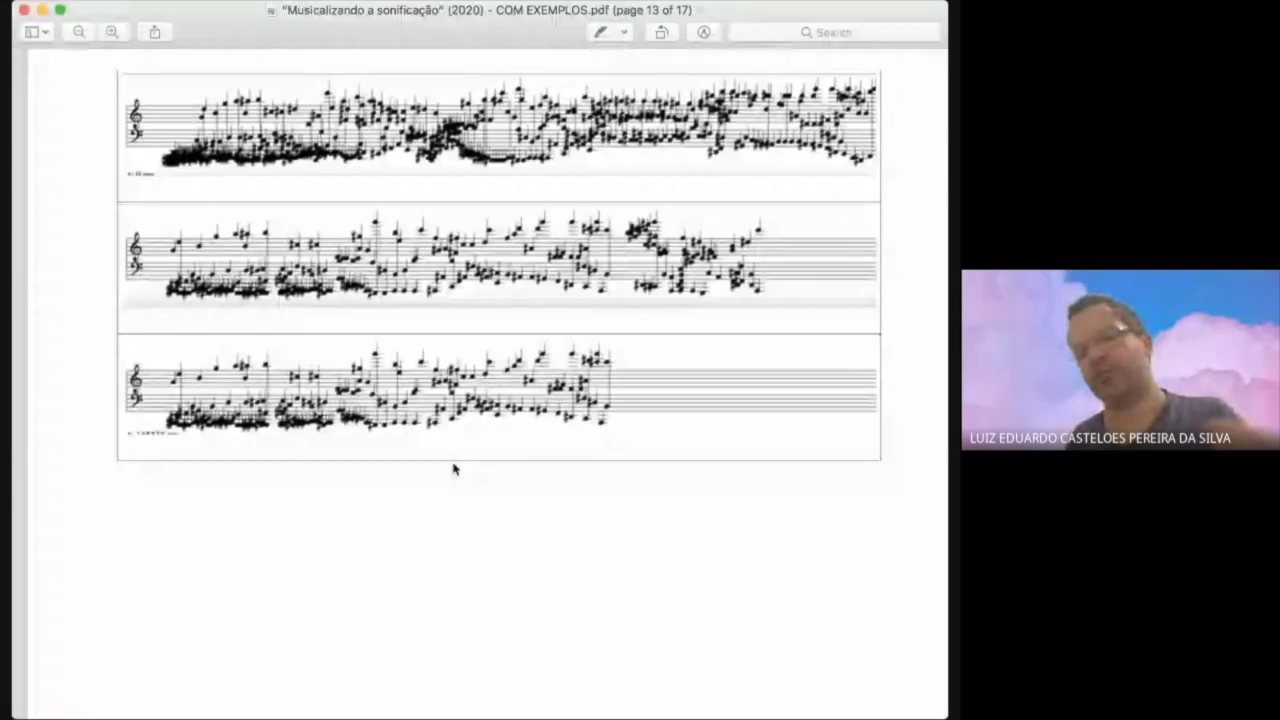 "Musicalizando a sonificação" (2020) - COM EXEMPLOS.pdf (page 13 of 17)
Search
LUIZ EDUARDO CASTELOES PEREIRA DA SILVA